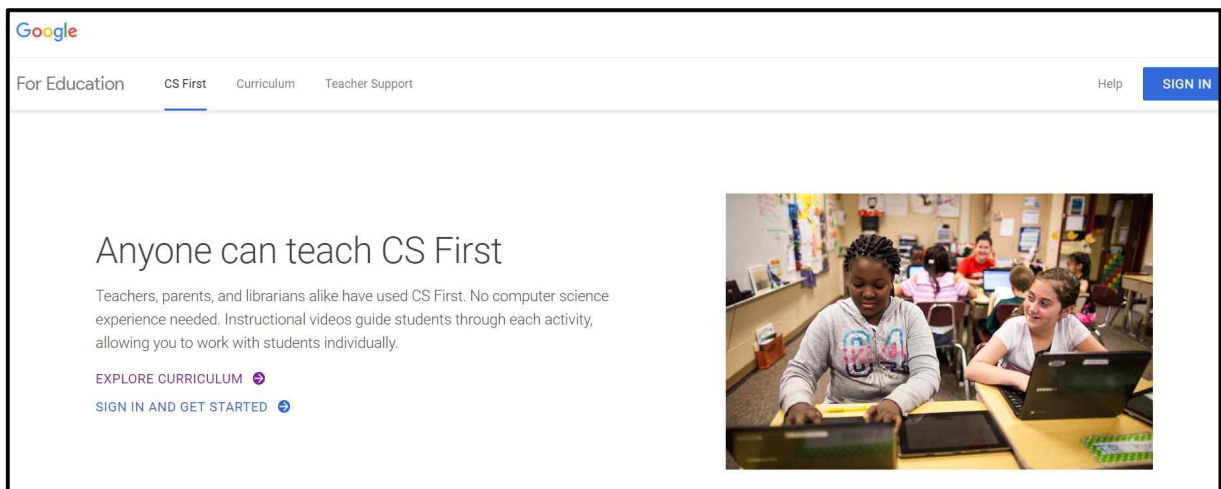 Google
For Education CS First Curriculum Teacher Support Help SIGN IN
Anyone can teach CS First
Teachers, parents, and librarians alike have used CS First. No computer science
experience needed. Instructional videos guide students through each activity,
allowing you to work with students individually.
EXPLORE CURRICULUM
SIGN IN AND GET STARTED